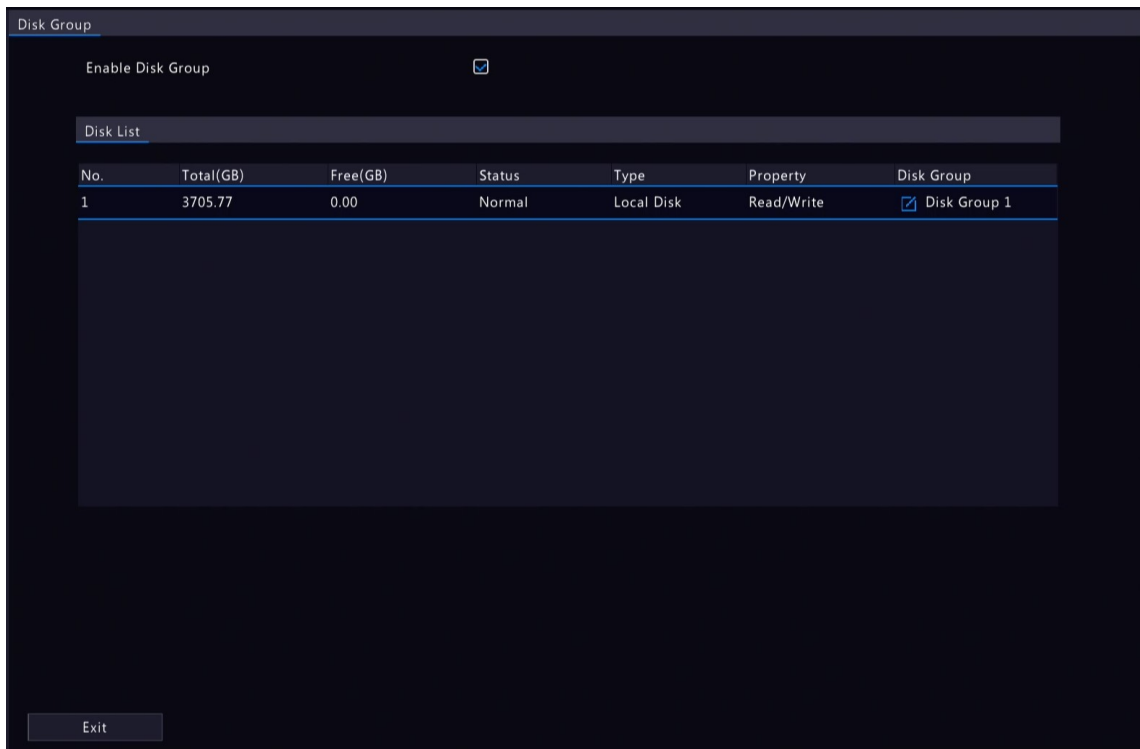 Disk Group
Enable Disk Group
Disk List
No. Total(GB) Free(GB) Status Type Property Disk Group
1 3705.77 0.00 Normal Local Disk Read/Write Disk Group 1
Exit